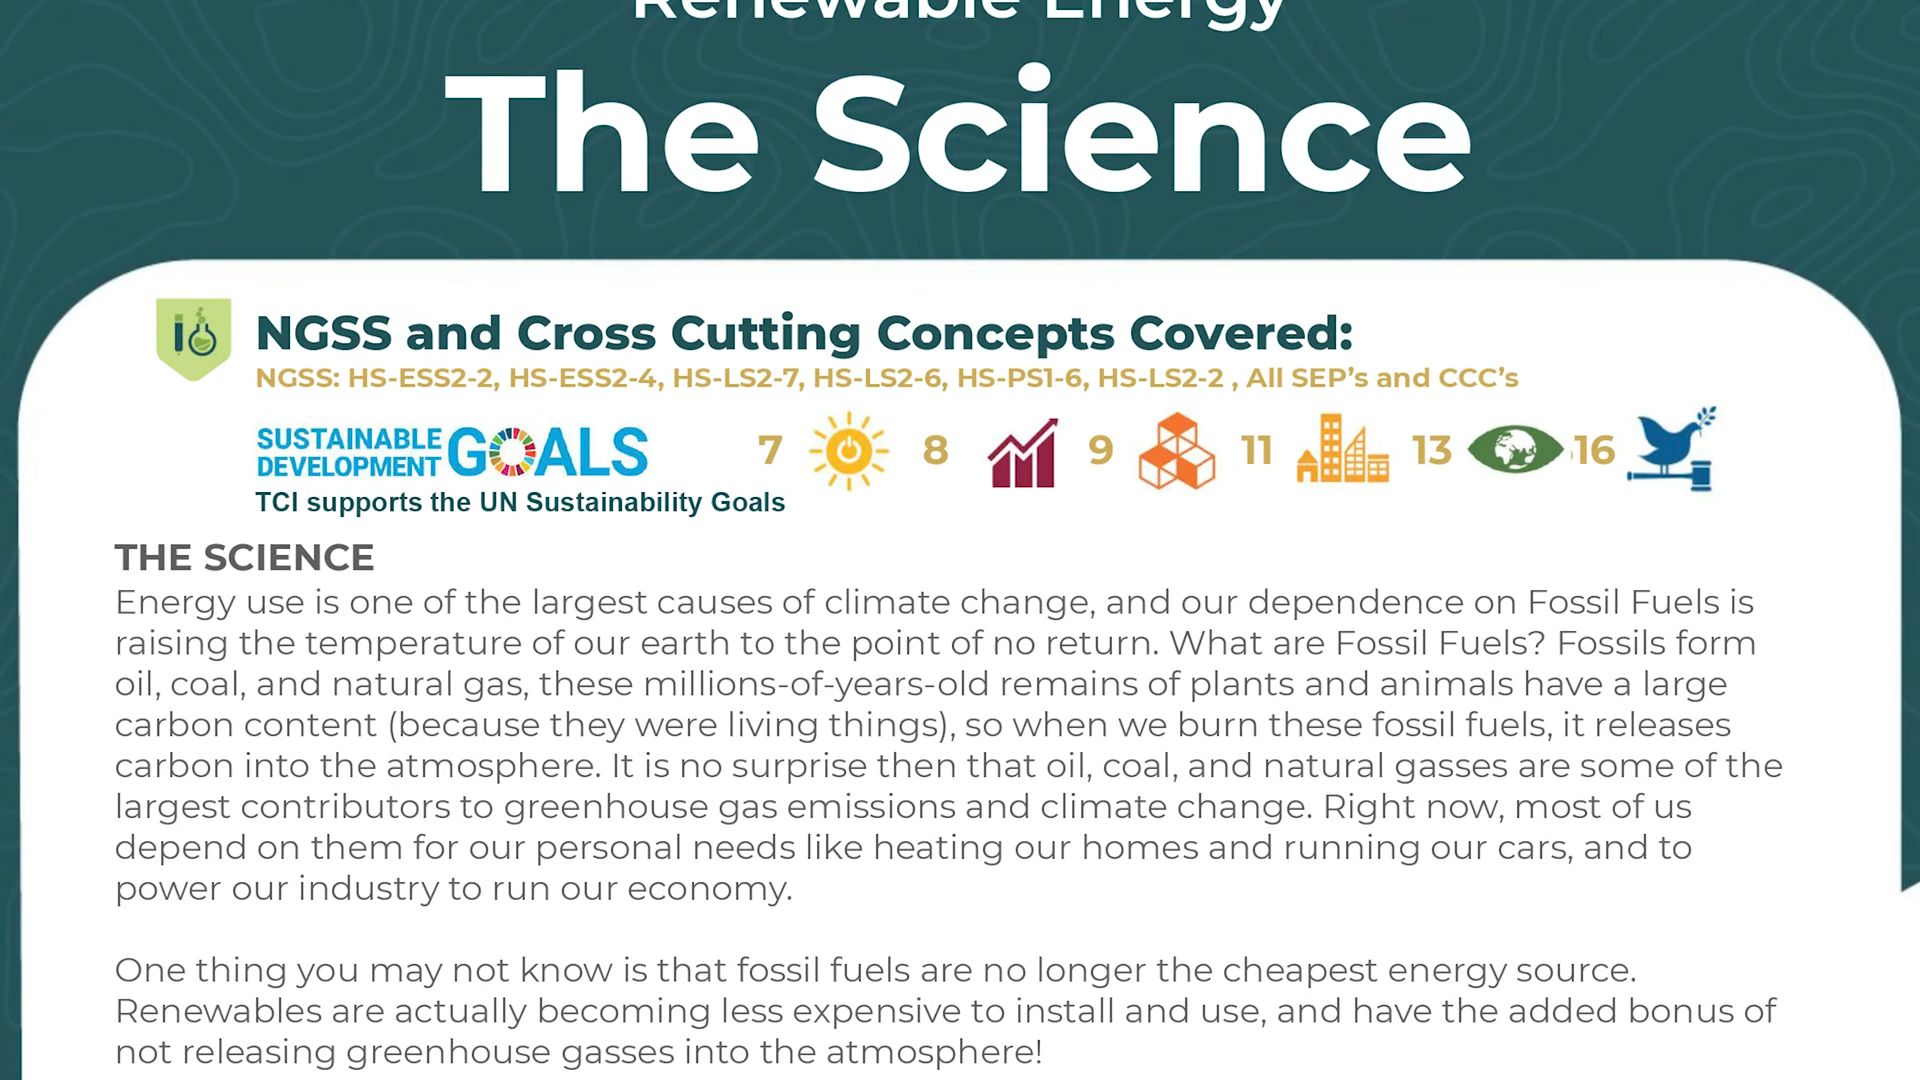 Renewable Energy
The Science
NGSS and Cross Cutting Concepts Covered:
NGSS: HS-ESS2-2, HS-ESS2-4, HS-LS2-7, HS-LS2-6, HS-PS1-6, HS-LS2-2 , All SEP’s and CCC’s
SUSTAINABLE DEVELOPMENT GOALS
7 8 9 11 13 16
TCI supports the UN Sustainability Goals
THE SCIENCE
Energy use is one of the largest causes of climate change, and our dependence on Fossil Fuels is
raising the temperature of our earth to the point of no return. What are Fossil Fuels? Fossils form
oil, coal, and natural gas, these millions-of-years-old remains of plants and animals have a large
carbon content (because they were living things), so when we burn these fossil fuels, it releases
carbon into the atmosphere. It is no surprise then that oil, coal, and natural gasses are some of the
largest contributors to greenhouse gas emissions and climate change. Right now, most of us
depend on them for our personal needs like heating our homes and running our cars, and to
power our industry to run our economy.
One thing you may not know is that fossil fuels are no longer the cheapest energy source.
Renewables are actually becoming less expensive to install and use, and have the added bonus of
not releasing greenhouse gasses into the atmosphere!